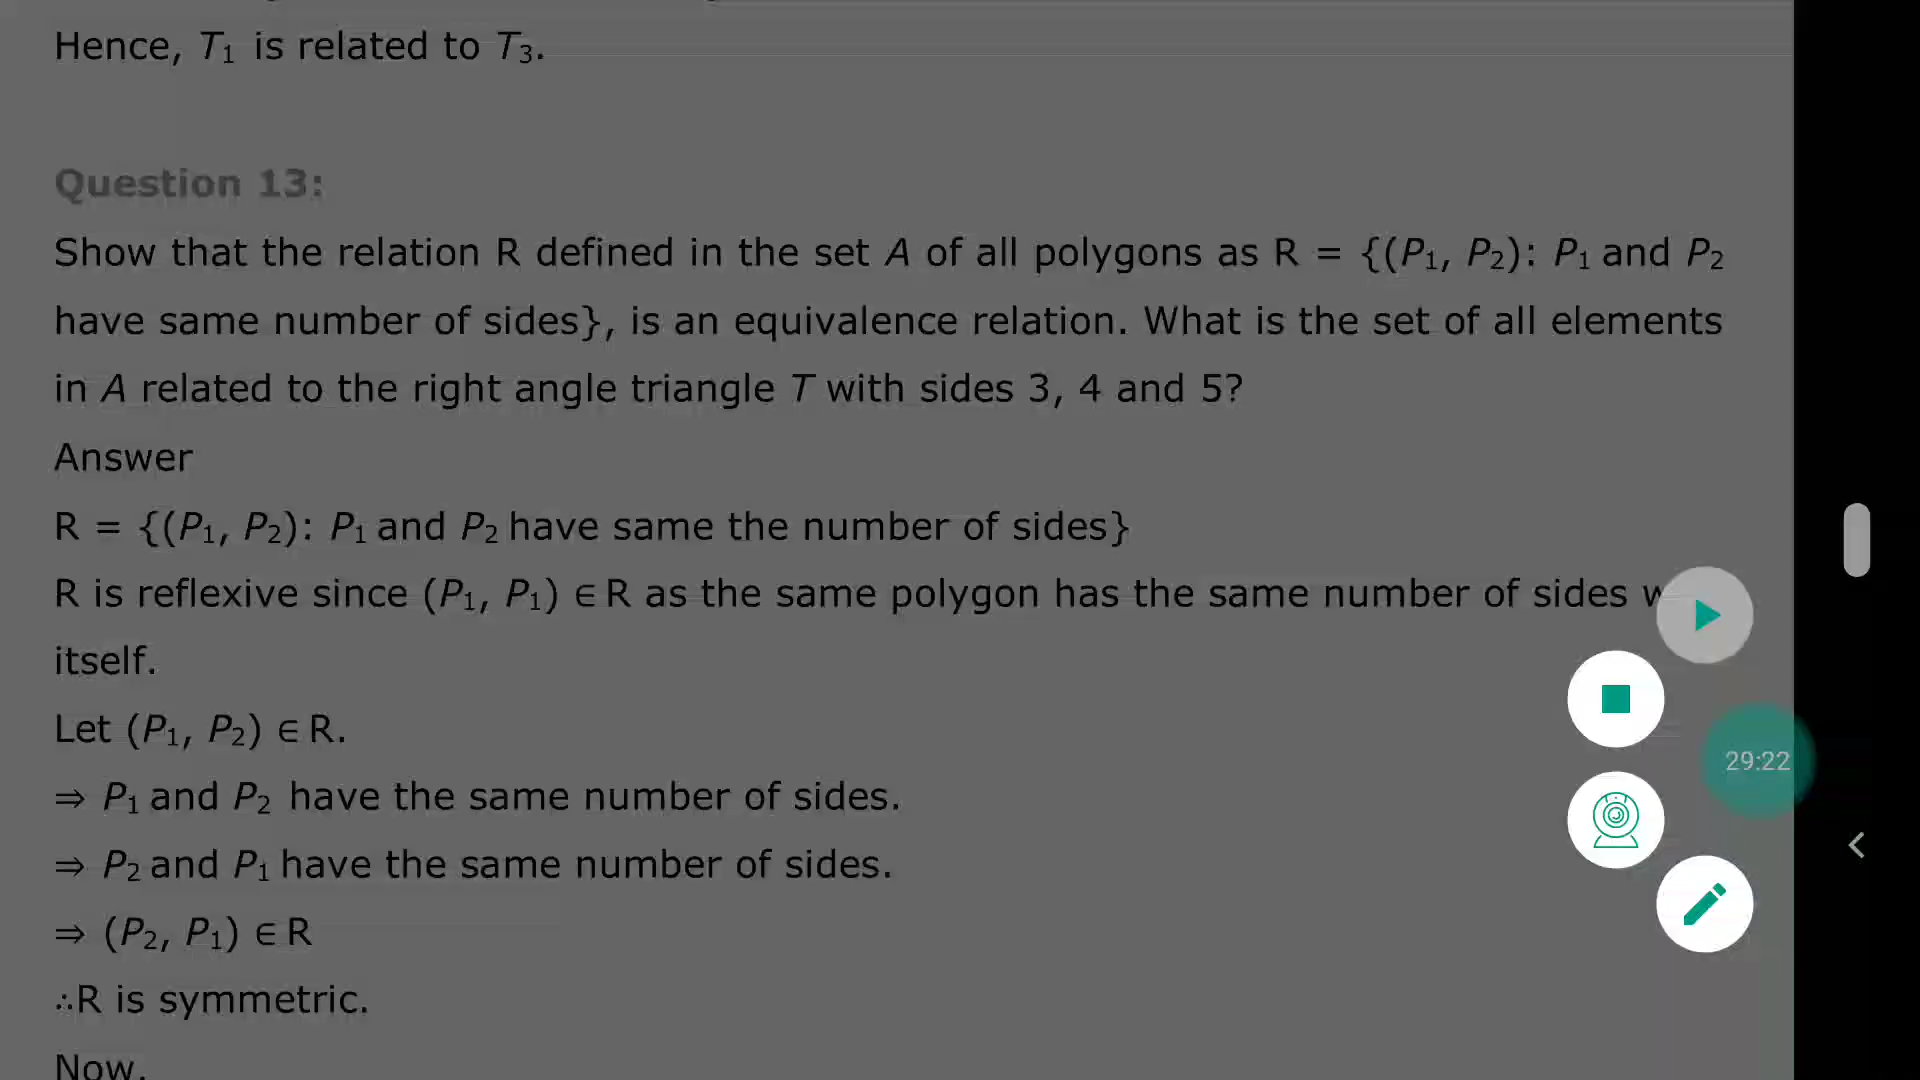 Hence, T₁ is related to T₃.
Question 13:
Show that the relation R defined in the set A of all polygons as R = {(P₁, P₂): P₁ and P₂
have same number of sides}, is an equivalence relation. What is the set of all elements
in A related to the right angle triangle T with sides 3, 4 and 5?
Answer
R = {(P₁, P₂): P₁ and P₂ have same the number of sides}
R is reflexive since (P₁, P₁) ∈ R as the same polygon has the same number of sides
itself.
Let (P₁, P₂) ∈ R.
⇒ P₁ and P₂ have the same number of sides.
⇒ P₂ and P₁ have the same number of sides.
⇒ (P₂, P₁) ∈ R
∴R is symmetric.
Now,
29:22